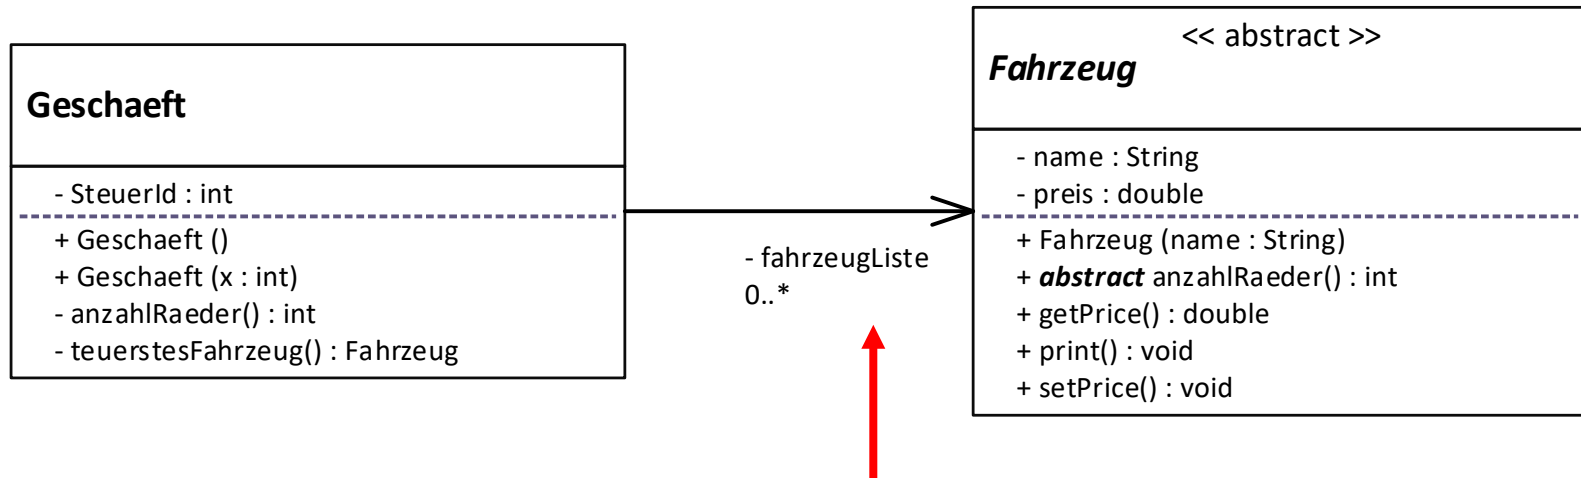 Geschaeft
- SteuerId : int
+ Geschaeft ()
+ Geschaeft (x : int)
- anzahlRaeder() : int
- teuerstesFahrzeug() : Fahrzeug
- fahrzeugListe
0..*
<< abstract >>
Fahrzeug
- name : String
- preis : double
+ Fahrzeug (name : String)
+ abstract anzahlRaeder() : int
+ getPrice() : double
+ print() : void
+ setPrice() : void